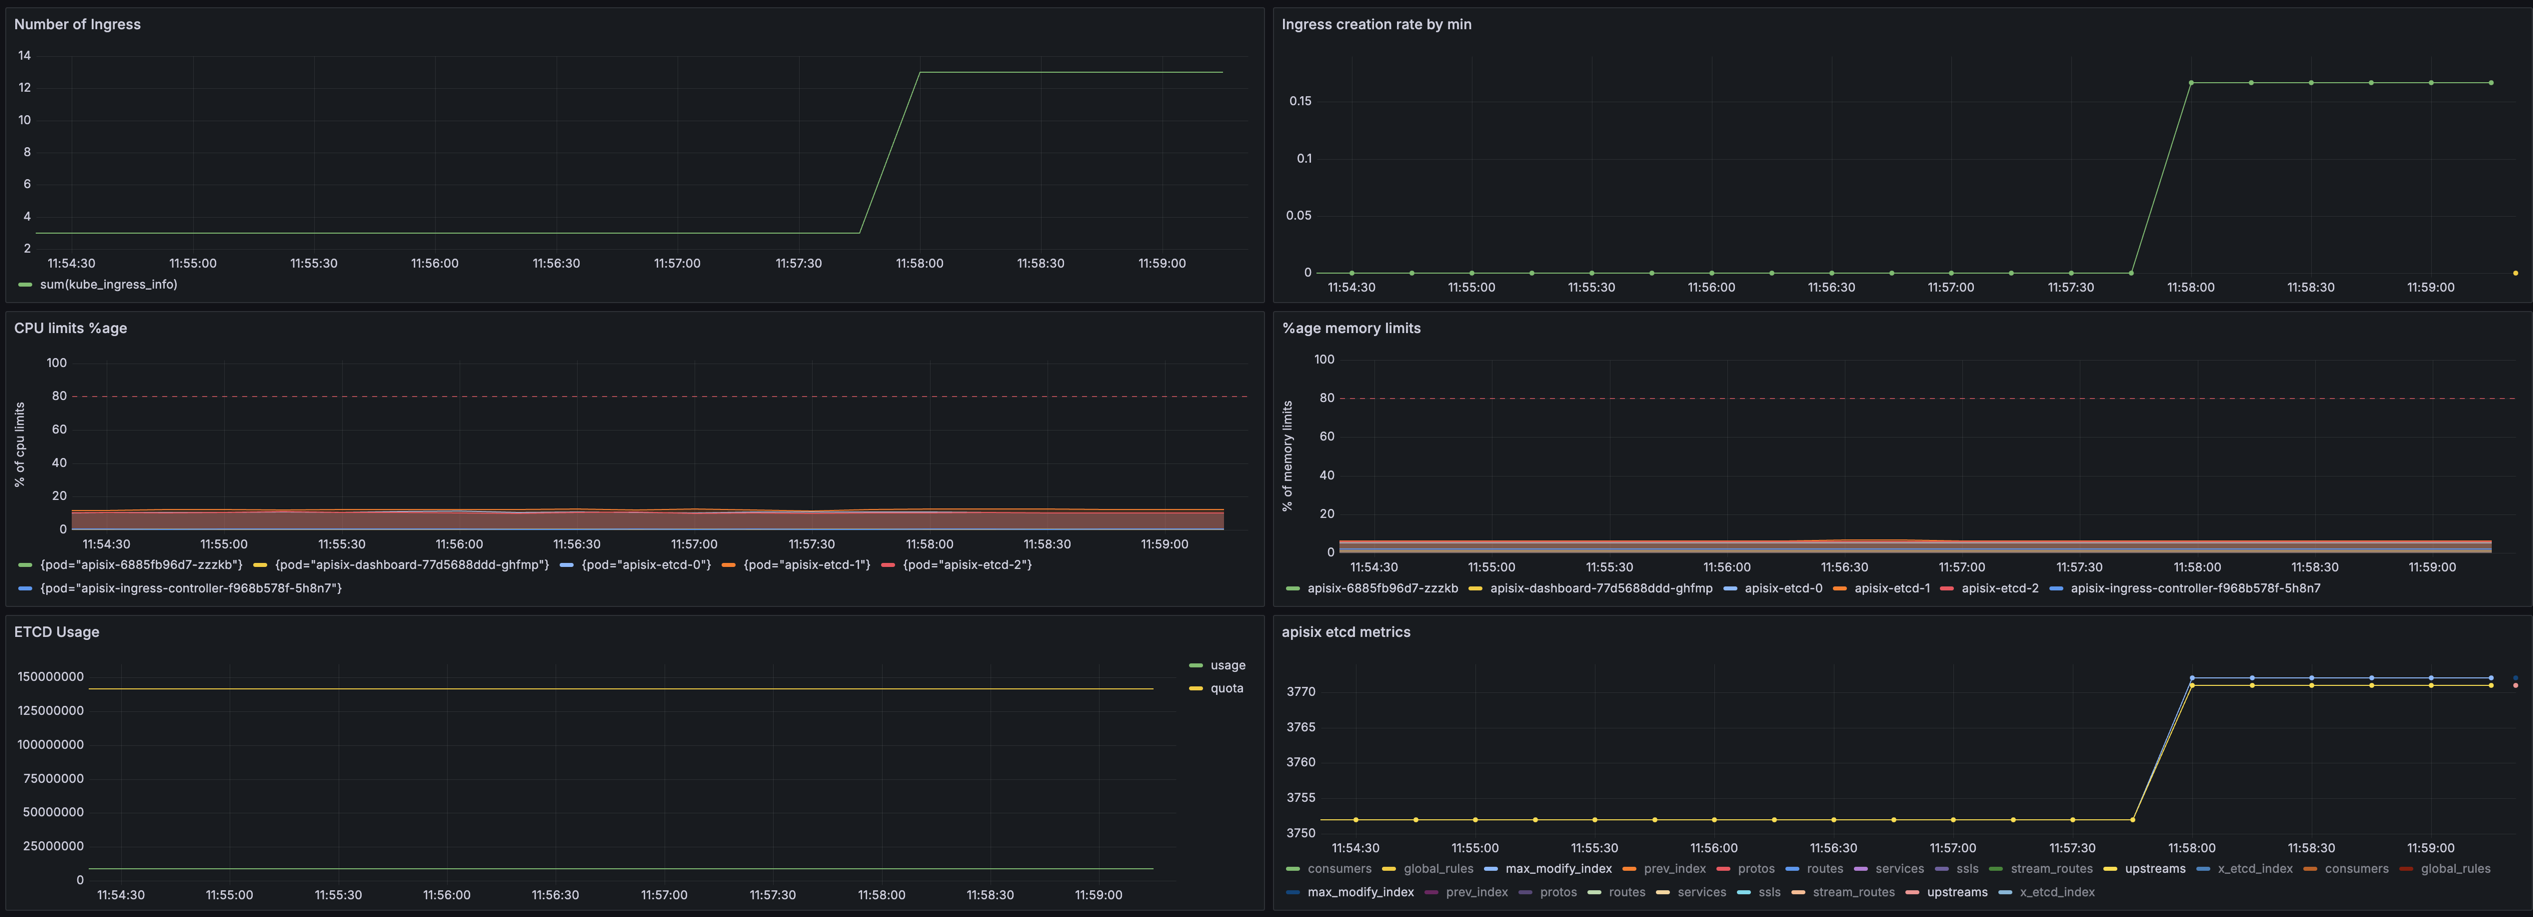 Number of Ingress
14
12
10
8
6
4
2
11:54:30 11:55:00 11:55:30 11:56:00 11:56:30 11:57:00 11:57:30 11:58:00 11:58:30 11:59:00
sum(kube_ingress_info)
Ingress creation rate by min
0.15
0.1
0.05
0
11:54:30 11:55:00 11:55:30 11:56:00 11:56:30 11:57:00 11:57:30 11:58:00 11:58:30 11:59:00
CPU limits %age
% of cpu limits
100
80
60
40
20
0
11:54:30 11:55:00 11:55:30 11:56:00 11:56:30 11:57:00 11:57:30 11:58:00 11:58:30 11:59:00
{pod="apisix-6885fb96d7-zzzkb"} {pod="apisix-dashboard-77d5688ddd-ghfmp"} {pod="apisix-etcd-0"} {pod="apisix-etcd-1"} {pod="apisix-etcd-2"}
{pod="apisix-ingress-controller-f968b578f-5h8n7"}
%age memory limits
% of memory limits
100
80
60
40
20
0
11:54:30 11:55:00 11:55:30 11:56:00 11:56:30 11:57:00 11:57:30 11:58:00 11:58:30 11:59:00
apisix-6885fb96d7-zzzkb apisix-dashboard-77d5688ddd-ghfmp apisix-etcd-0 apisix-etcd-1 apisix-etcd-2 apisix-ingress-controller-f968b578f-5h8n7
ETCD Usage
150000000
125000000
100000000
75000000
50000000
25000000
0
11:54:30 11:55:00 11:55:30 11:56:00 11:56:30 11:57:00 11:57:30 11:58:00 11:58:30 11:59:00
usage
quota
apisix etcd metrics
3770
3765
3760
3755
3750
11:54:30 11:55:00 11:55:30 11:56:00 11:56:30 11:57:00 11:57:30 11:58:00 11:58:30 11:59:00
consumers global_rules max_modify_index prev_index protos routes services ssls stream_routes upstreams x_etcd_index consumers global_rules
max_modify_index prev_index protos routes services ssls stream_routes upstreams x_etcd_index